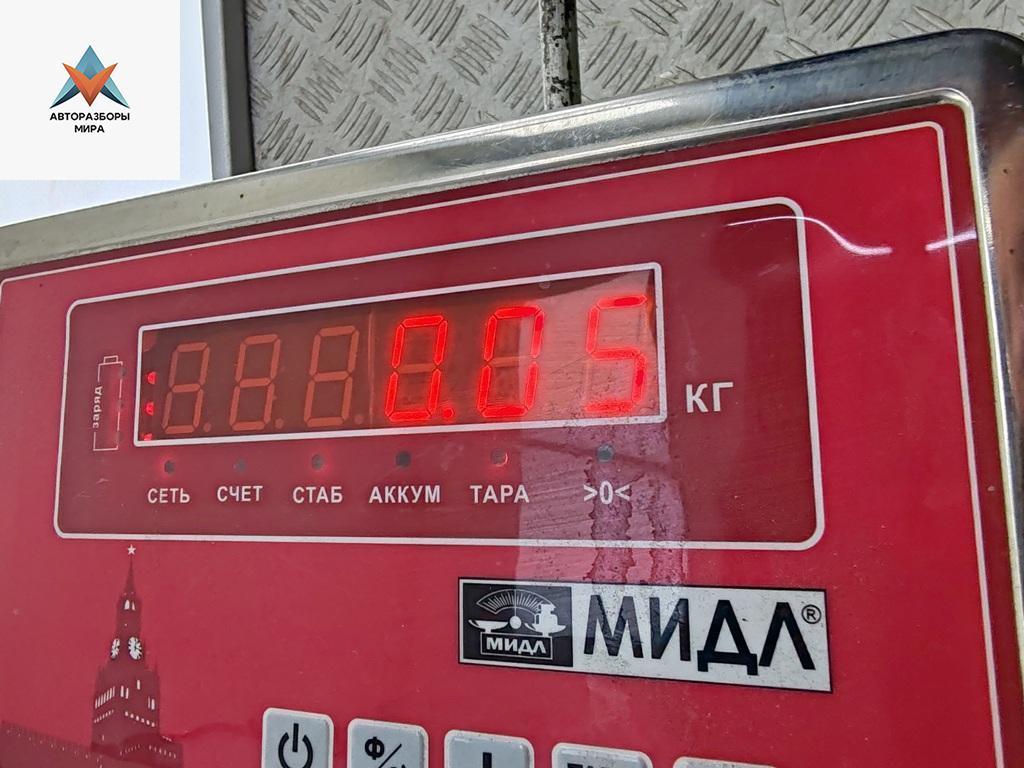 АВТОРАЗБОРЫ
МИРА
заряд
0.05
КГ
СЕТЬ СЧЕТ СТАБ АККУМ ТАРА >0<
МИДЛ
МИДЛ®
Ф/